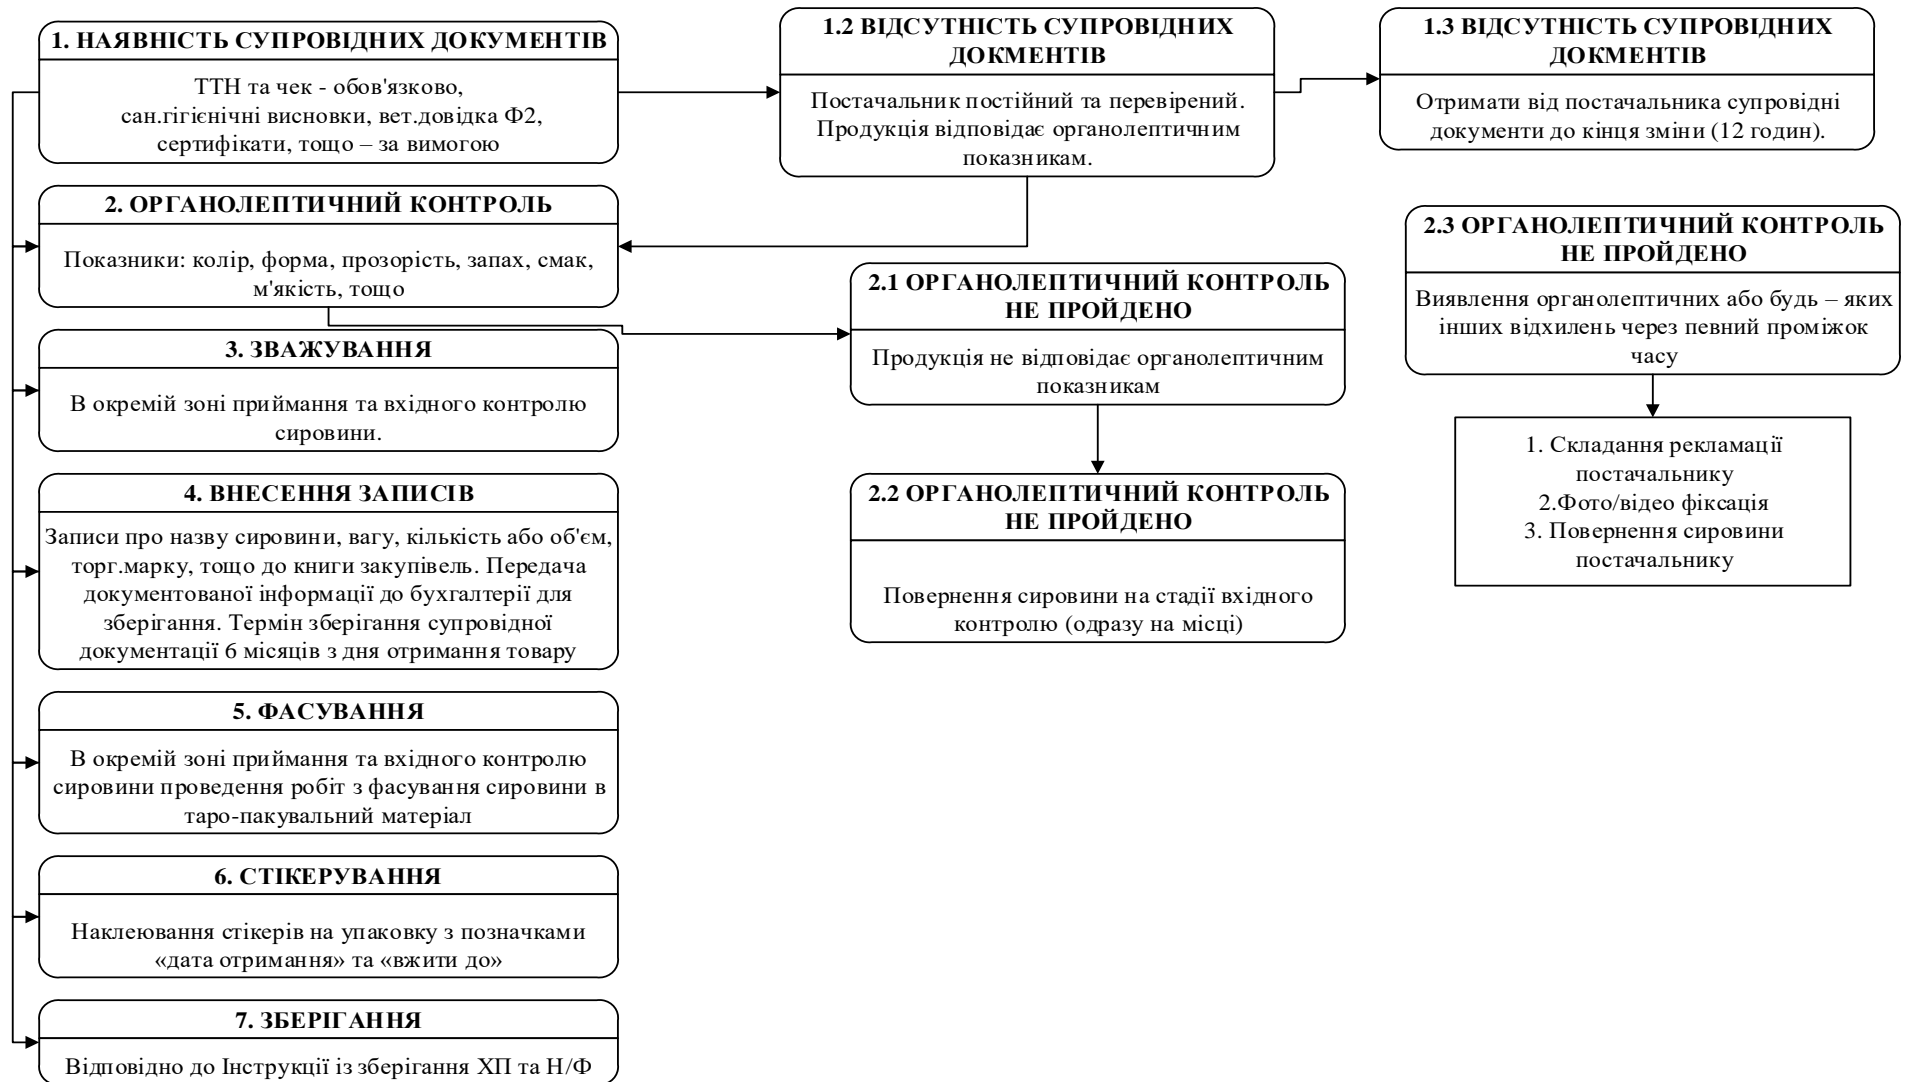 1. НАЯВНІСТЬ СУПРОВІДНИХ ДОКУМЕНТІВ
ТТН та чек - обов'язково,
сан.гігієнічні висновки, вет.довідка Ф2,
сертифікати, тощо – за вимогою
1.2 ВІДСУТНІСТЬ СУПРОВІДНИХ
ДОКМЕНТІВ
Постачальник постійний та перевірений.
Продукція відповідає органолептичним
показникам.
1.3 ВІДСУТНІСТЬ СУПРОВІДНИХ
ДОКМЕНТІВ
Отримати від постачальника супровідні
документи до кінця зміни (12 годин).
2. ОРГАНОЛЕПТИЧНИЙ КОНТРОЛЬ
Показники: колір, форма, прозорість, запах, смак,
м'якість, тощо
2.1 ОРГАНОЛЕПТИЧНИЙ КОНТРОЛЬ
НЕ ПРОЙДЕНО
Продукція не відповідає органолептичним
показникам
2.2 ОРГАНОЛЕПТИЧНИЙ КОНТРОЛЬ
НЕ ПРОЙДЕНО
Повернення сировини на стадії вхідного
контролю (одразу на місці)
2.3 ОРГАНОЛЕПТИЧНИЙ КОНТРОЛЬ
НЕ ПРОЙДЕНО
Виявлення органолептичних або будь – яких
інших відхилень через певний проміжок
часу
1. Складання рекламації
постачальнику
2.Фото/відео фіксація
3. Повернення сировини
постачальнику
3. ЗВАЖУВАННЯ
В окремій зоні приймання та вхідного контролю
сировини.
4. ВНЕСЕННЯ ЗАПИСІВ
Записи про назву сировини, вагу, кількість або об'єм,
торг.марку, тощо до книги закупівель. Передача
документованої інформації до бухгалтерії для
зберігання. Термін зберігання супровідної
документації 6 місяців з дня отримання товару
5. ФАСУВАННЯ
В окремій зоні приймання та вхідного контролю
сировини проведення робіт з фасування сировини в
таро-пакувальний матеріал
6. СТІКЕРУВАННЯ
Наклеювання стікерів на упаковку з позначками
«дата отримання» та «вжити до»
7. ЗБЕРІГАННЯ
Відповідно до Інструкції із зберігання ХП та Н/Ф